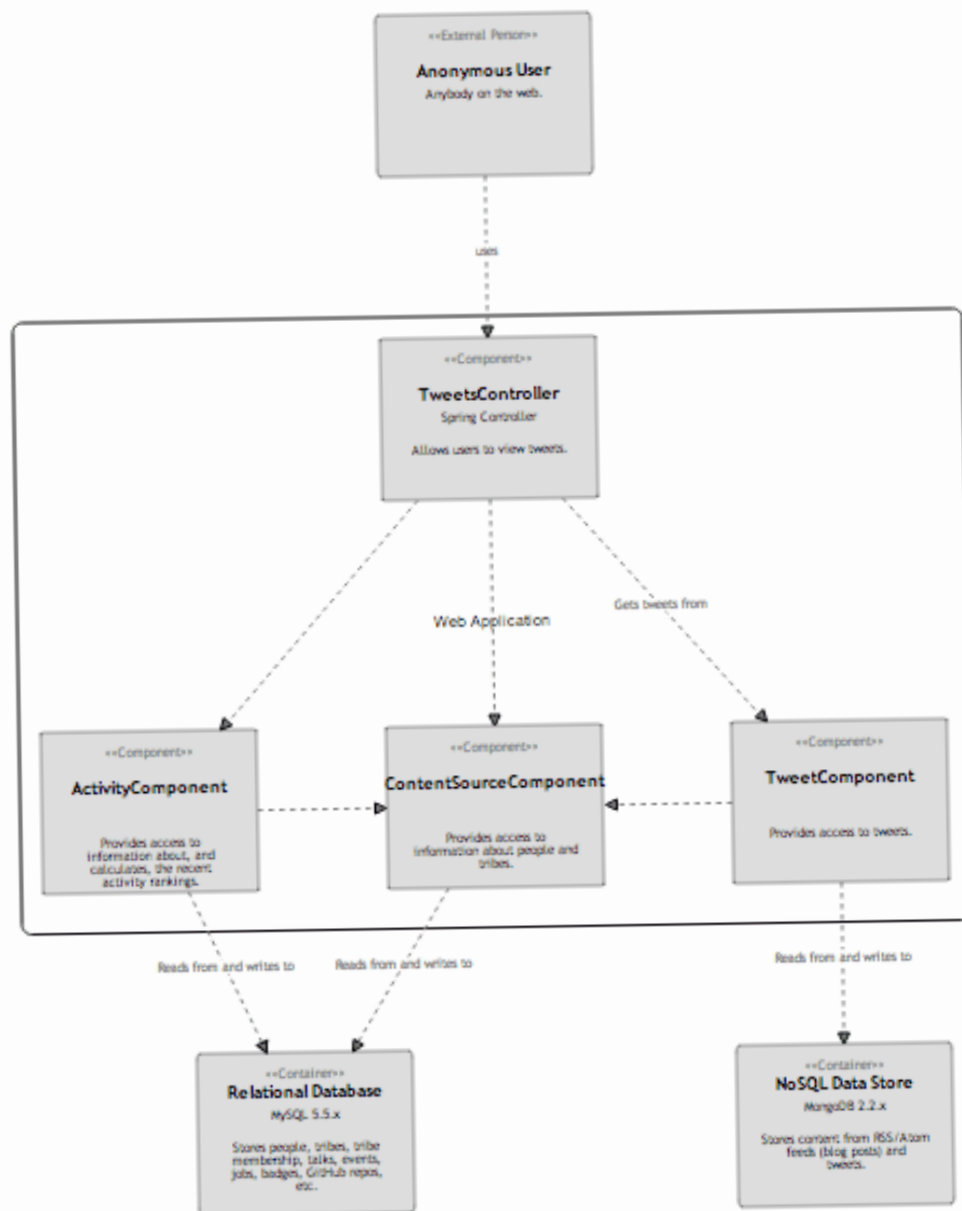 <<External Person>>
Anonymous User
Anybody on the web.
uses
<<Component>>
TweetsController
Spring Controller
Allows users to view tweets.
Gets tweets from
Web Application
<<Component>>
ActivityComponent
Provides access to
information about, and
calculates, the recent
activity rankings.
<<Component>>
ContentSourceComponent
Provides access to
information about people and
tribes.
<<Component>>
TweetComponent
Provides access to tweets.
Reads from and writes to
Reads from and writes to
Reads from and writes to
<<Container>>
Relational Database
MySQL 5.5.x
Stores people, tribes, tribe
membership, talks, events,
jobs, badges, GitHub repos,
etc.
<<Container>>
NoSQL Data Store
MongoDB 2.2.x
Stores content from RSS/Atom
feeds (blog posts) and
tweets.